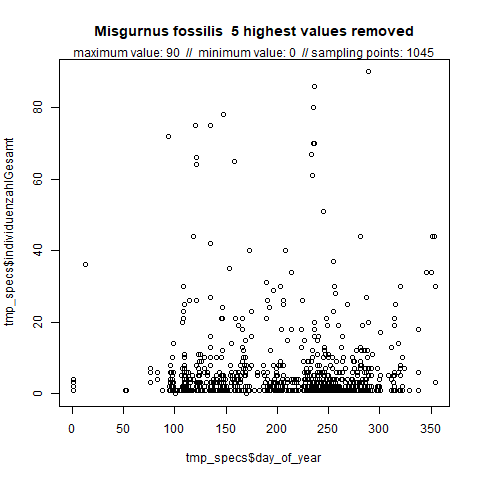 Misgurnus fossilis  5 highest values removed
maximum value: 90  //  minimum value: 0  // sampling points: 1045
80
60
40
20
0
tmp_specs$individuenzahlGesamt
0 50 100 150 200 250 300 350
tmp_specs$day_of_year